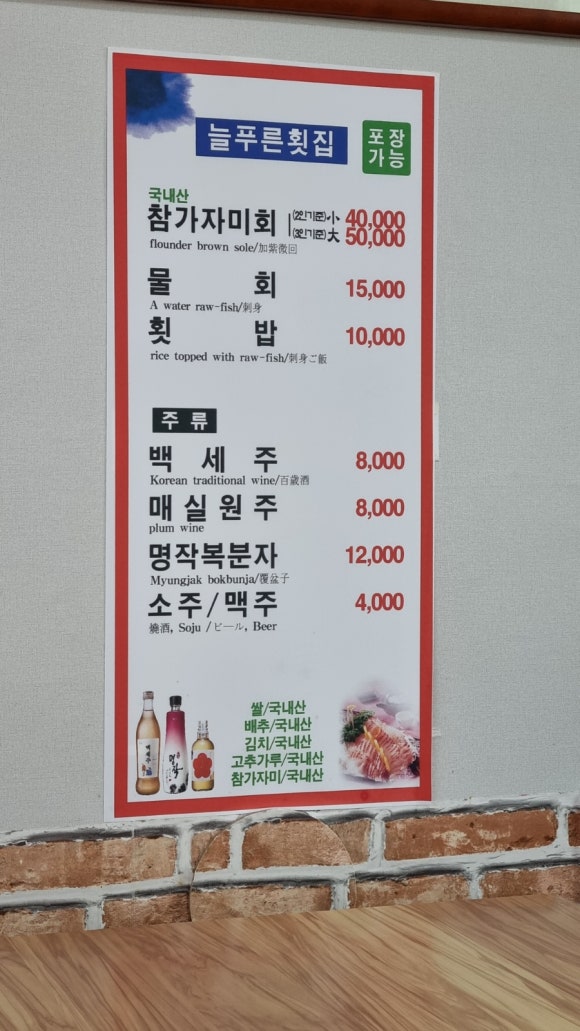 늘푸른횟집
포장
가능
국내산
참가자미회 (2인기준)小 40,000
(3인기준)大 50,000
flounder brown sole/加紫微回
물 회 15,000
A water raw-fish/刺身
횟 밥 10,000
rice topped with raw-fish/刺身ご飯
주 류
백 세 주 8,000
Korean traditional wine/百歲酒
매 실 원 주 8,000
plum wine
명작복분자 12,000
Myungjak bokbunja/覆盆子
소주/맥주 4,000
燒酒, Soju /ビール, Beer
쌀/국내산
배추/국내산
김치/국내산
고추가루/국내산
참가자미/국내산
백세주
명작